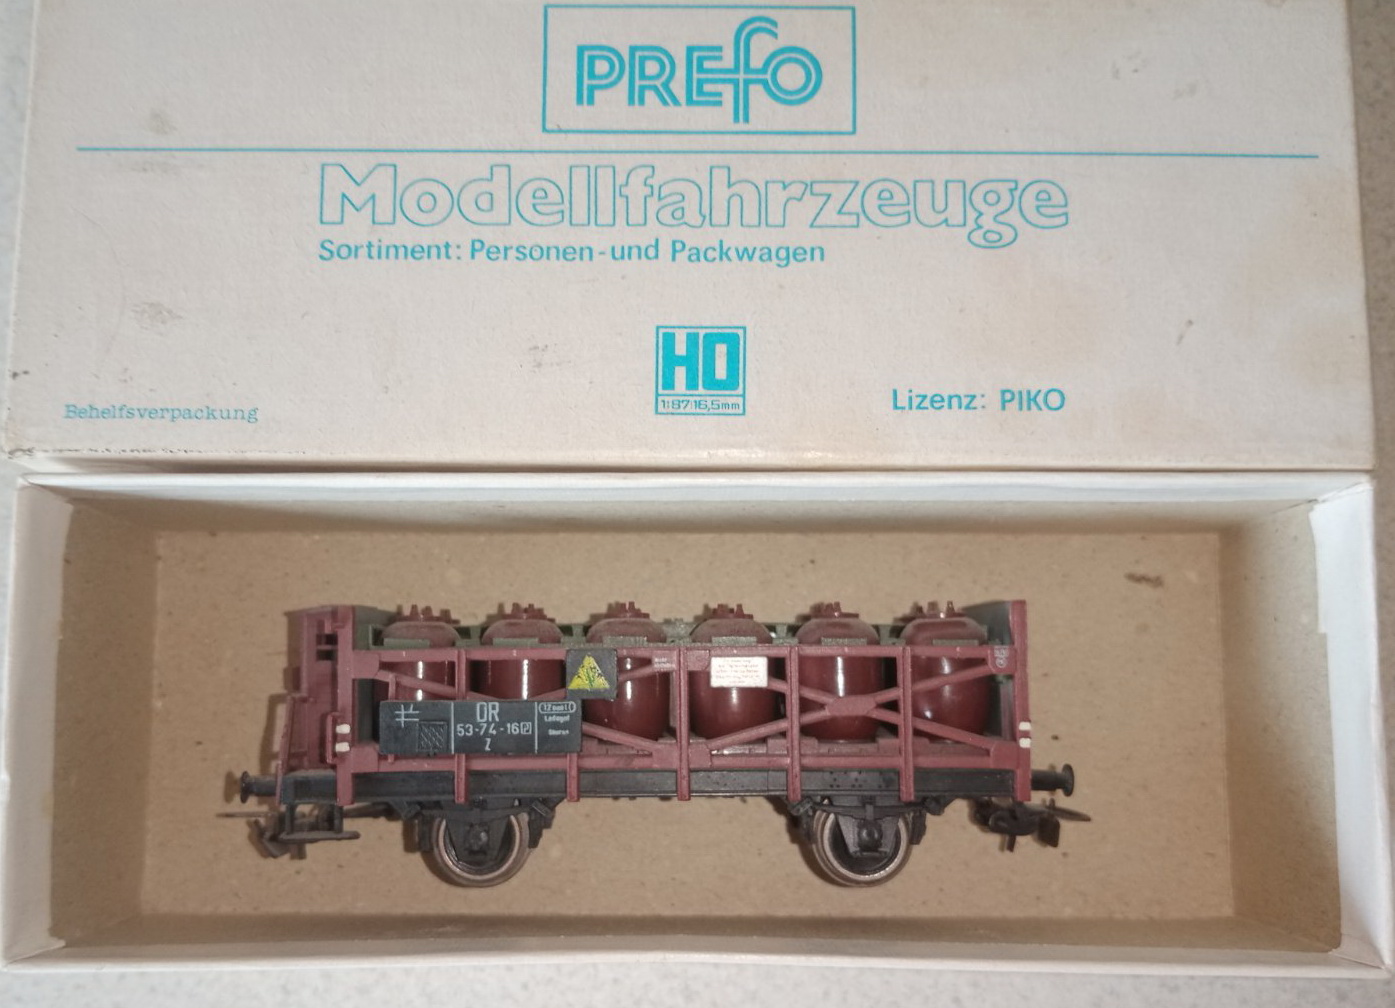 PREfO
Modellfahrzeuge
Sortiment: Personen-und Packwagen
HO
1:87 16,5mm
Behelfsverpackung
Lizenz: PIKO
DR
53-74-16
Z